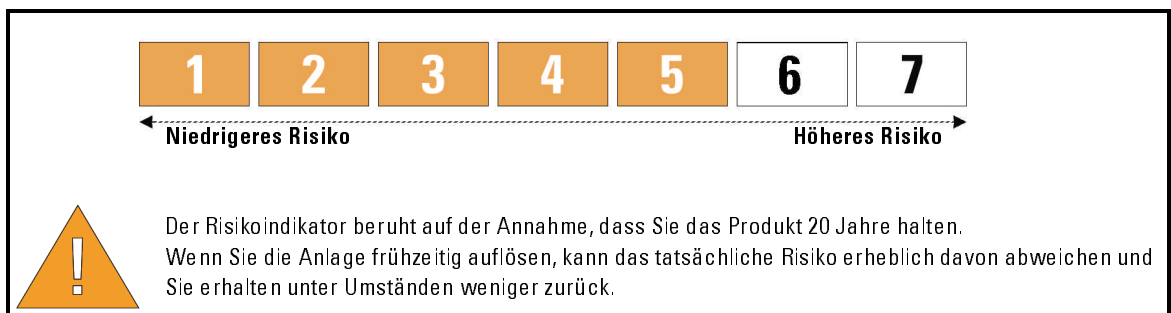 1 2 3 4 5 6 7
Niedrigeres Risiko Höheres Risiko
!
Der Risikoindikator beruht auf der Annahme, dass Sie das Produkt 20 Jahre halten.
Wenn Sie die Anlage frühzeitig auflösen, kann das tatsächliche Risiko erheblich davon abweichen und
Sie erhalten unter Umständen weniger zurück.